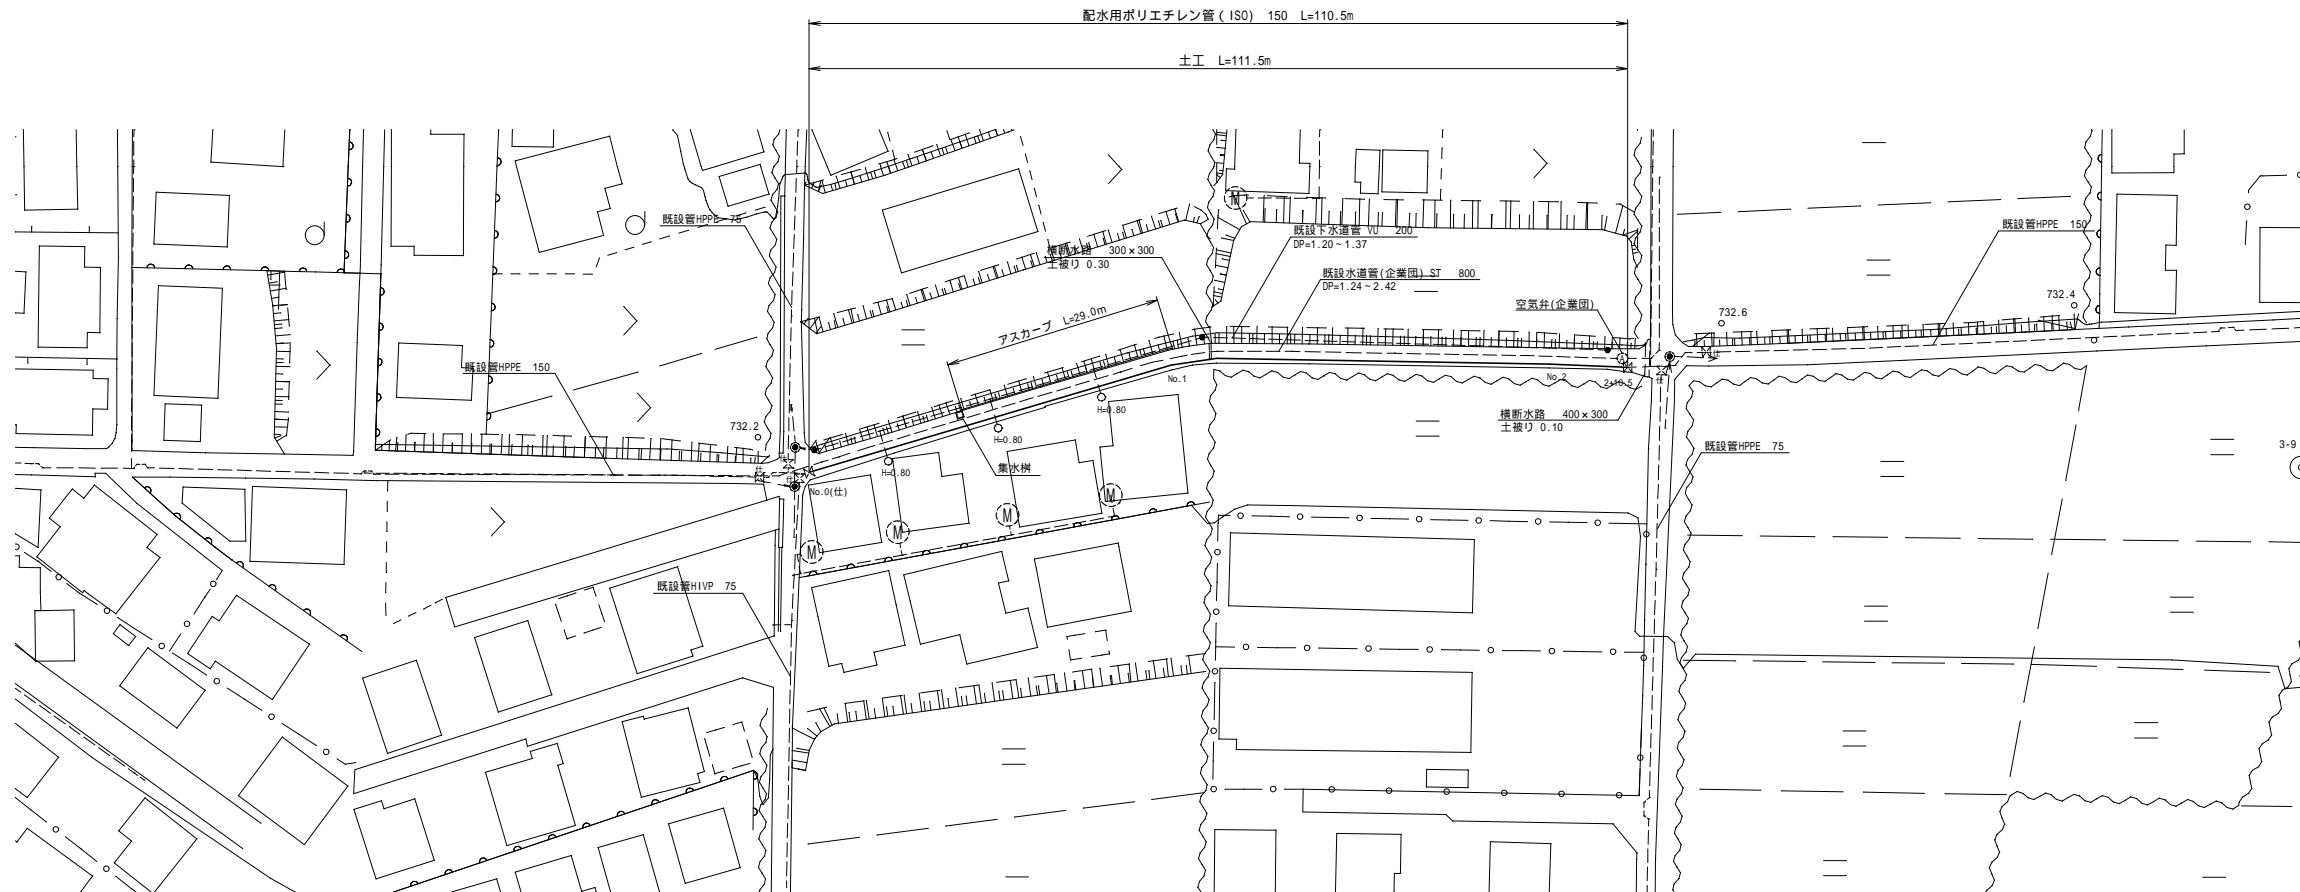 配水用ポリエチレン管(ISO) 150 L=110.5m
土工 L=111.5m
既設管HPPE 75
M
既設下水道管 VU 200
DP=1.20~1.37
既設管HPPE 150
横断水路 300×300
土被り 0.30
既設水道管(企業団) ST 800
DP=1.24~2.42
空気弁(企業団)
732.4
732.6
アスカーブ L=29.0m
A
既設管HPPE 150
No.1
No.2
2+10.5
仕
仕
横断水路 400×300
土被り 0.10
732.2
H=0.80
H=0.80
H=0.80
集水桝
既設管HPPE 75
3-9
仕
仕
仕
No.0(仕)
M
M
M
M
既設管HIVP 75